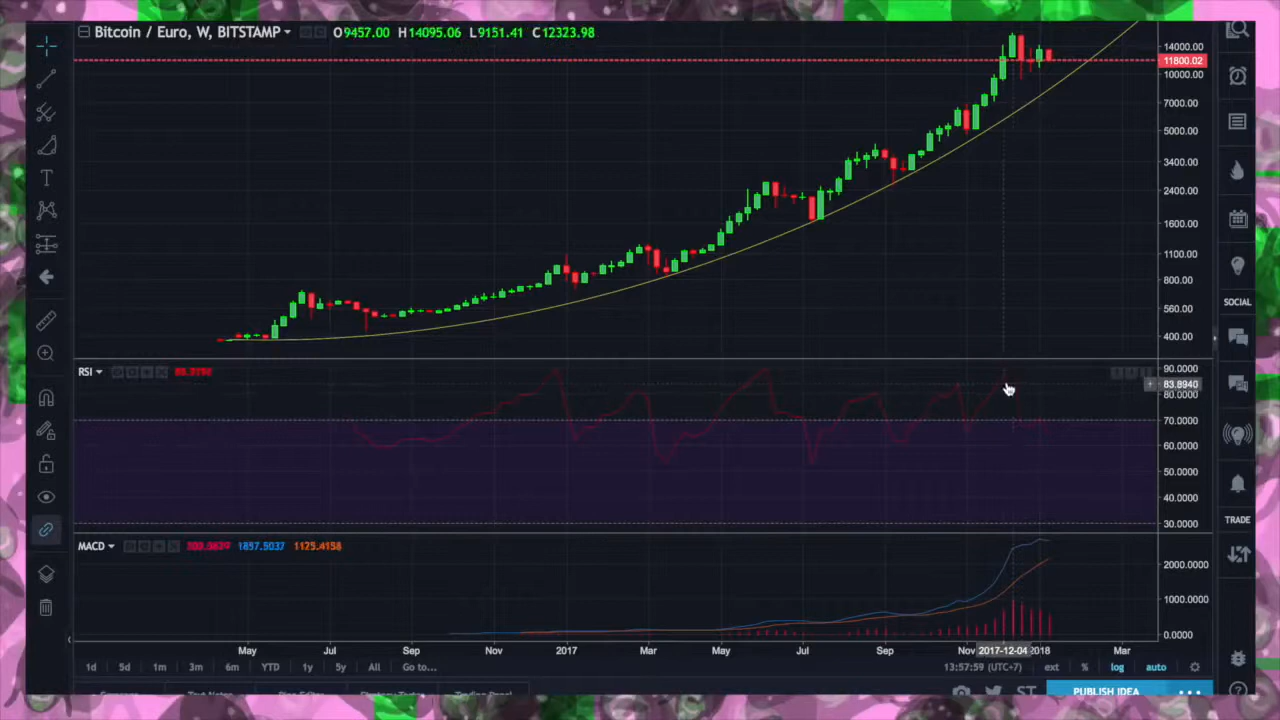 Bitcoin / Euro, W, BITSTAMP O9457.00 H14095.06 L9151.41 C12323.98
14000.00
11800.02
10000.00
7000.00
5000.00
3400.00
2400.00
1600.00
1100.00
800.00
560.00
400.00
SOCIAL
RSI
90.0000
83.8940
80.0000
70.0000
60.0000
50.0000
40.0000
30.0000
TRADE
MACD 1857.5037 1125.4158
2000.0000
1000.0000
0.0000
May Jul Sep Nov 2017 Mar May Jul Sep Nov 2017-12-04 2018 Mar
1d 5d 1m 3m 6m YTD 1y 5y All Go to... 13:57:59 (UTC+7) ext % log auto
ST PUBLISH IDEA